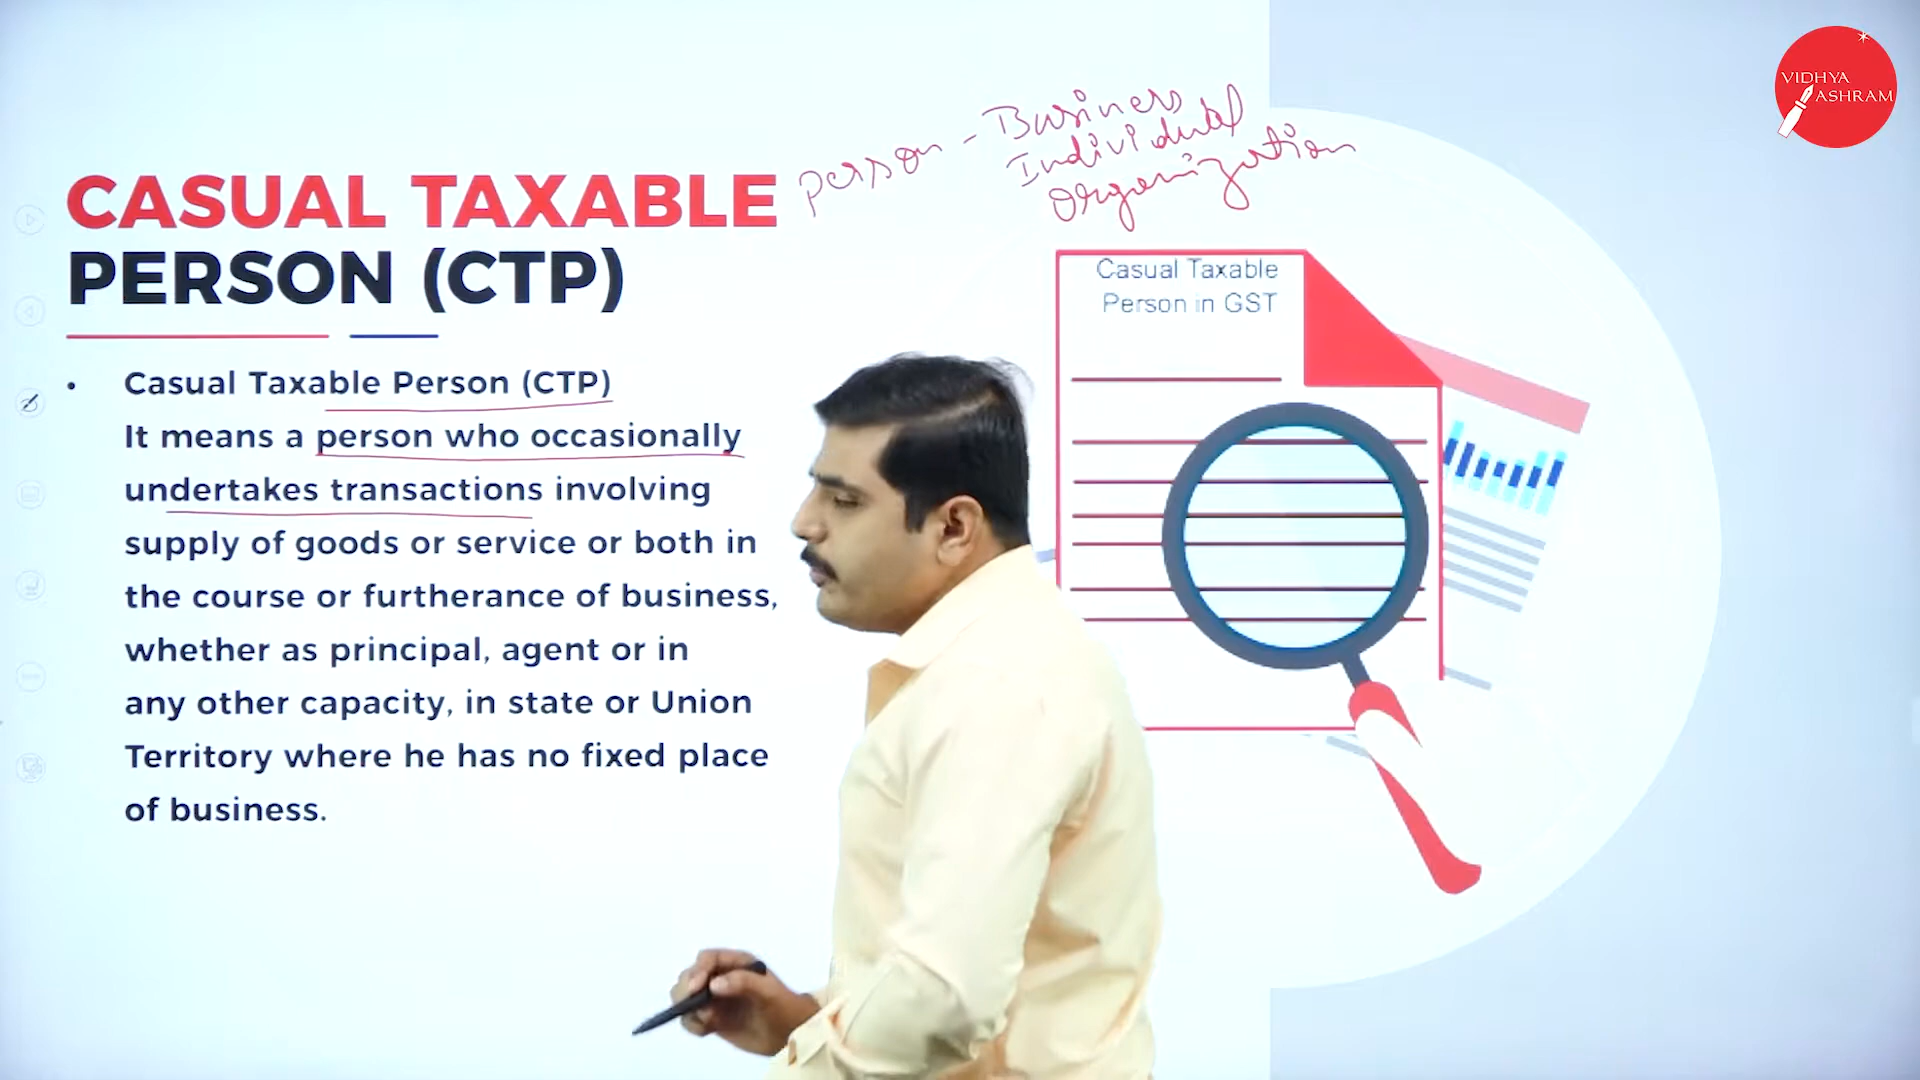 VIDHYA
ASHRAM
person - Business
Individual
Organization
CASUAL TAXABLE
PERSON (CTP)
Casual Taxable
Person in GST
• Casual Taxable Person (CTP)
It means a person who occasionally
undertakes transactions involving
supply of goods or service or both in
the course or furtherance of business,
whether as principal, agent or in
any other capacity, in state or Union
Territory where he has no fixed place
of business.